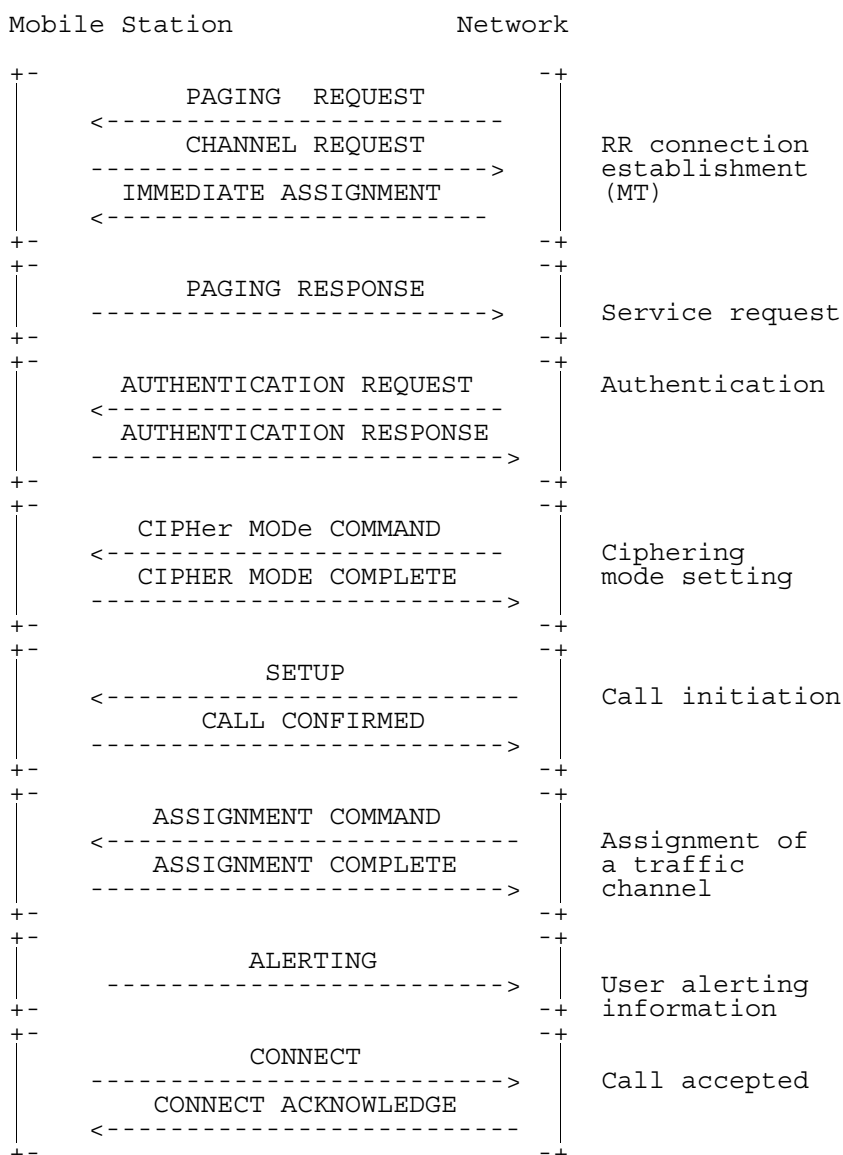 Mobile Station Network
PAGING REQUEST
CHANNEL REQUEST
RR connection
establishment
IMMEDIATE ASSIGNMENT
(MT)
PAGING RESPONSE
Service request
AUTHENTICATION REQUEST
Authentication
AUTHENTICATION RESPONSE
CIPHer MODe COMMAND
Ciphering
CIPHER MODE COMPLETE
mode setting
SETUP
Call initiation
CALL CONFIRMED
ASSIGNMENT COMMAND
Assignment of
ASSIGNMENT COMPLETE
a traffic
channel
ALERTING
User alerting
information
CONNECT
Call accepted
CONNECT ACKNOWLEDGE